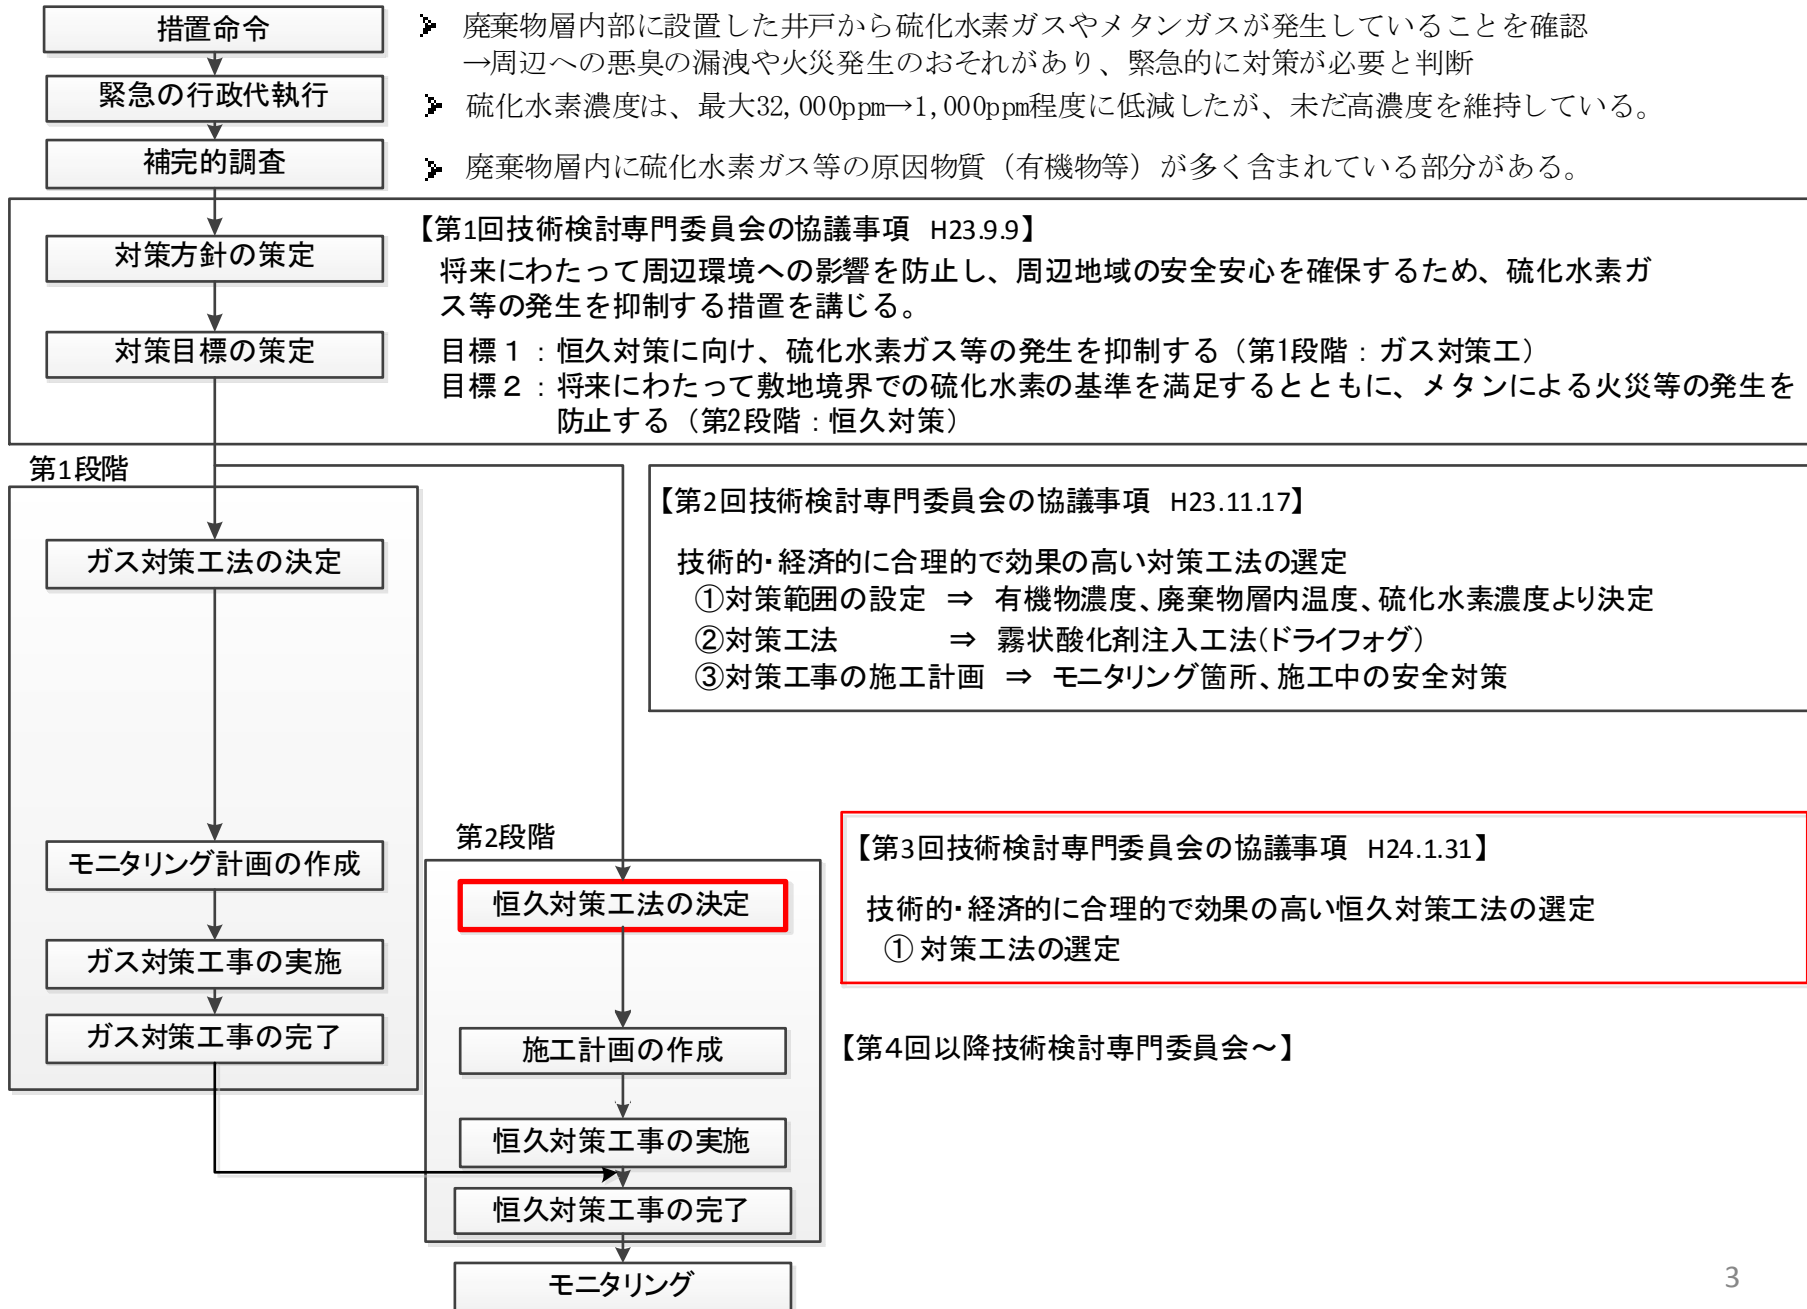 措置命令
➢ 廃棄物層内部に設置した井戸から硫化水素ガスやメタンガスが発生していることを確認
→周辺への悪臭の漏洩や火災発生のおそれがあり、緊急的に対策が必要と判断
緊急の行政代執行
➢ 硫化水素濃度は、最大32,000ppm→1,000ppm程度に低減したが、未だ高濃度を維持している。
補完的調査
➢ 廃棄物層内に硫化水素ガス等の原因物質（有機物等）が多く含まれている部分がある。
対策方針の策定
【第1回技術検討専門委員会の協議事項 H23.9.9】
将来にわたって周辺環境への影響を防止し、周辺地域の安全安心を確保するため、硫化水素ガ
ス等の発生を抑制する措置を講じる。
対策目標の策定
目標１：恒久対策に向け、硫化水素ガス等の発生を抑制する（第1段階：ガス対策工）
目標２：将来にわたって敷地境界での硫化水素の基準を満足するとともに、メタンによる火災等の発生を
防止する（第2段階：恒久対策）
第1段階
ガス対策工法の決定
【第2回技術検討専門委員会の協議事項 H23.11.17】
技術的・経済的に合理的で効果の高い対策工法の選定
①対策範囲の設定 ⇒ 有機物濃度、廃棄物層内温度、硫化水素濃度より決定
②対策工法 ⇒ 霧状酸化剤注入工法(ドライフォグ)
③対策工事の施工計画 ⇒ モニタリング箇所、施工中の安全対策
モニタリング計画の作成
ガス対策工事の実施
ガス対策工事の完了
第2段階
恒久対策工法の決定
【第3回技術検討専門委員会の協議事項 H24.1.31】
技術的・経済的に合理的で効果の高い恒久対策工法の選定
① 対策工法の選定
施工計画の作成
【第４回以降技術検討専門委員会～】
恒久対策工事の実施
恒久対策工事の完了
モニタリング
3